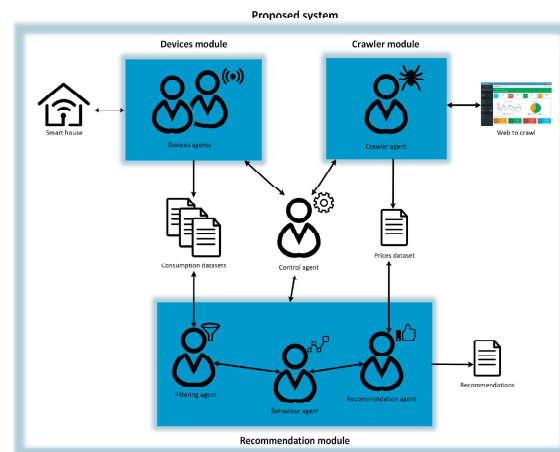 Proposed system
Devices module
Crawler module
Smart house
Devices agents
Crawler agent
Web to crawl
Consumption datasets
Control agent
Prices dataset
Filtering agent
Behaviour agent
Recommendation agent
Recommendations
Recommendation module